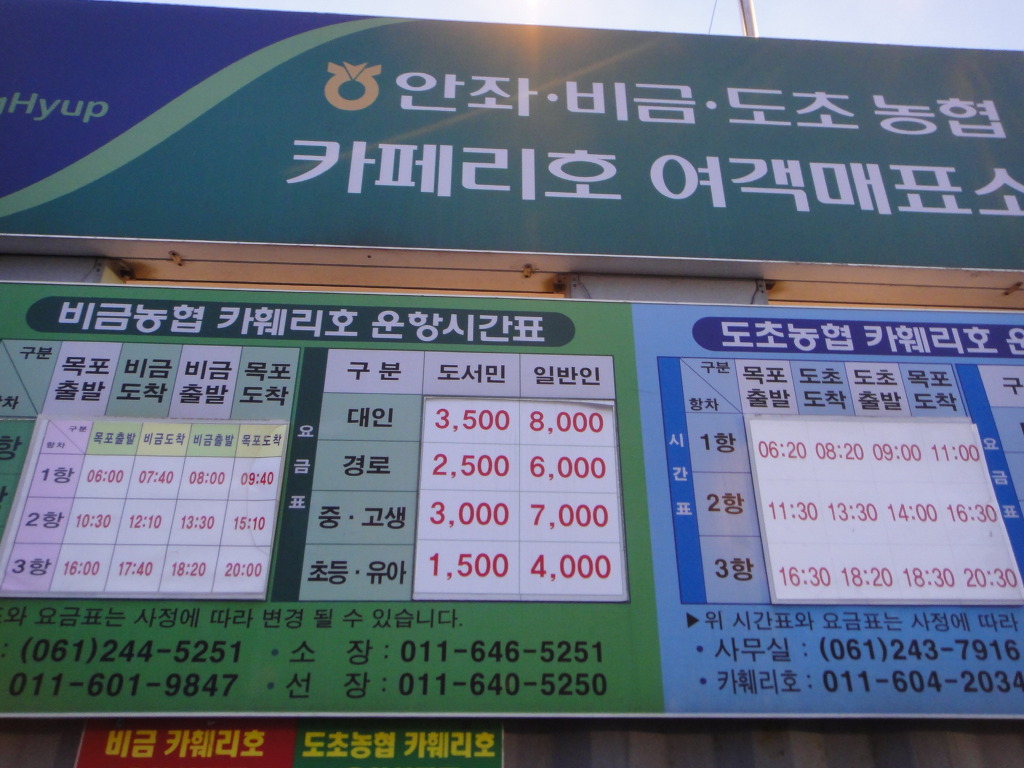 gHyup
안좌·비금·도초 농협
카페리호 여객매표소
비금농협 카훼리호 운항시간표
구분 목포출발 비금도착 비금출발 목포도착
항차
구분 목포출발 비금도착 비금출발 목포도착
항차
1항 06:00 07:40 08:00 09:40
2항 10:30 12:10 13:30 15:10
3항 16:00 17:40 18:20 20:00
요금표
구분 도서민 일반인
대인 3,500 8,000
경로 2,500 6,000
중·고생 3,000 7,000
초등·유아 1,500 4,000
표와 요금표는 사정에 따라 변경 될 수 있습니다.
: (061)244-5251 • 소 장 : 011-646-5251
011-601-9847 • 선 장 : 011-640-5250
도초농협 카훼리호 운
시간표
구분 목포출발 도초도착 도초출발 목포도착
항차
1항 06:20 08:20 09:00 11:00
2항 11:30 13:30 14:00 16:30
3항 16:30 18:20 18:30 20:30
요금표
▶위 시간표와 요금표는 사정에 따라
• 사무실 : (061)243-7916
• 카훼리호 : 011-604-2034
비금 카훼리호
도초농협 카훼리호